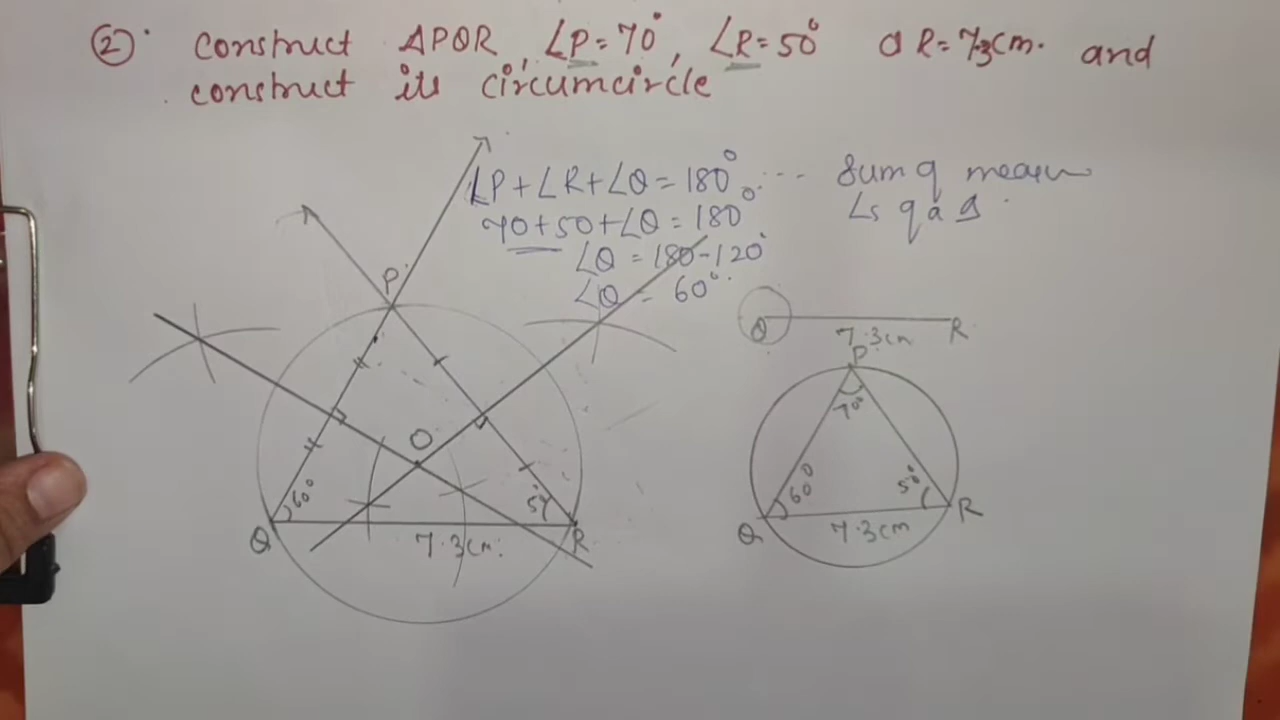 ② construct ΔPQR, ∠P=70°, ∠R=50° QR=7.3cm. and
construct its circumcircle
∠P+∠R+∠Q=180° ... Sum of measure
∠s of a Δ.
70+50+∠Q=180°
∠Q=180-120°
∠Q=60°.
P
O
60°
50°
Q
7.3cm.
R
Q
7.3cm
R
P
70°
60°
50°
Q
7.3cm
R